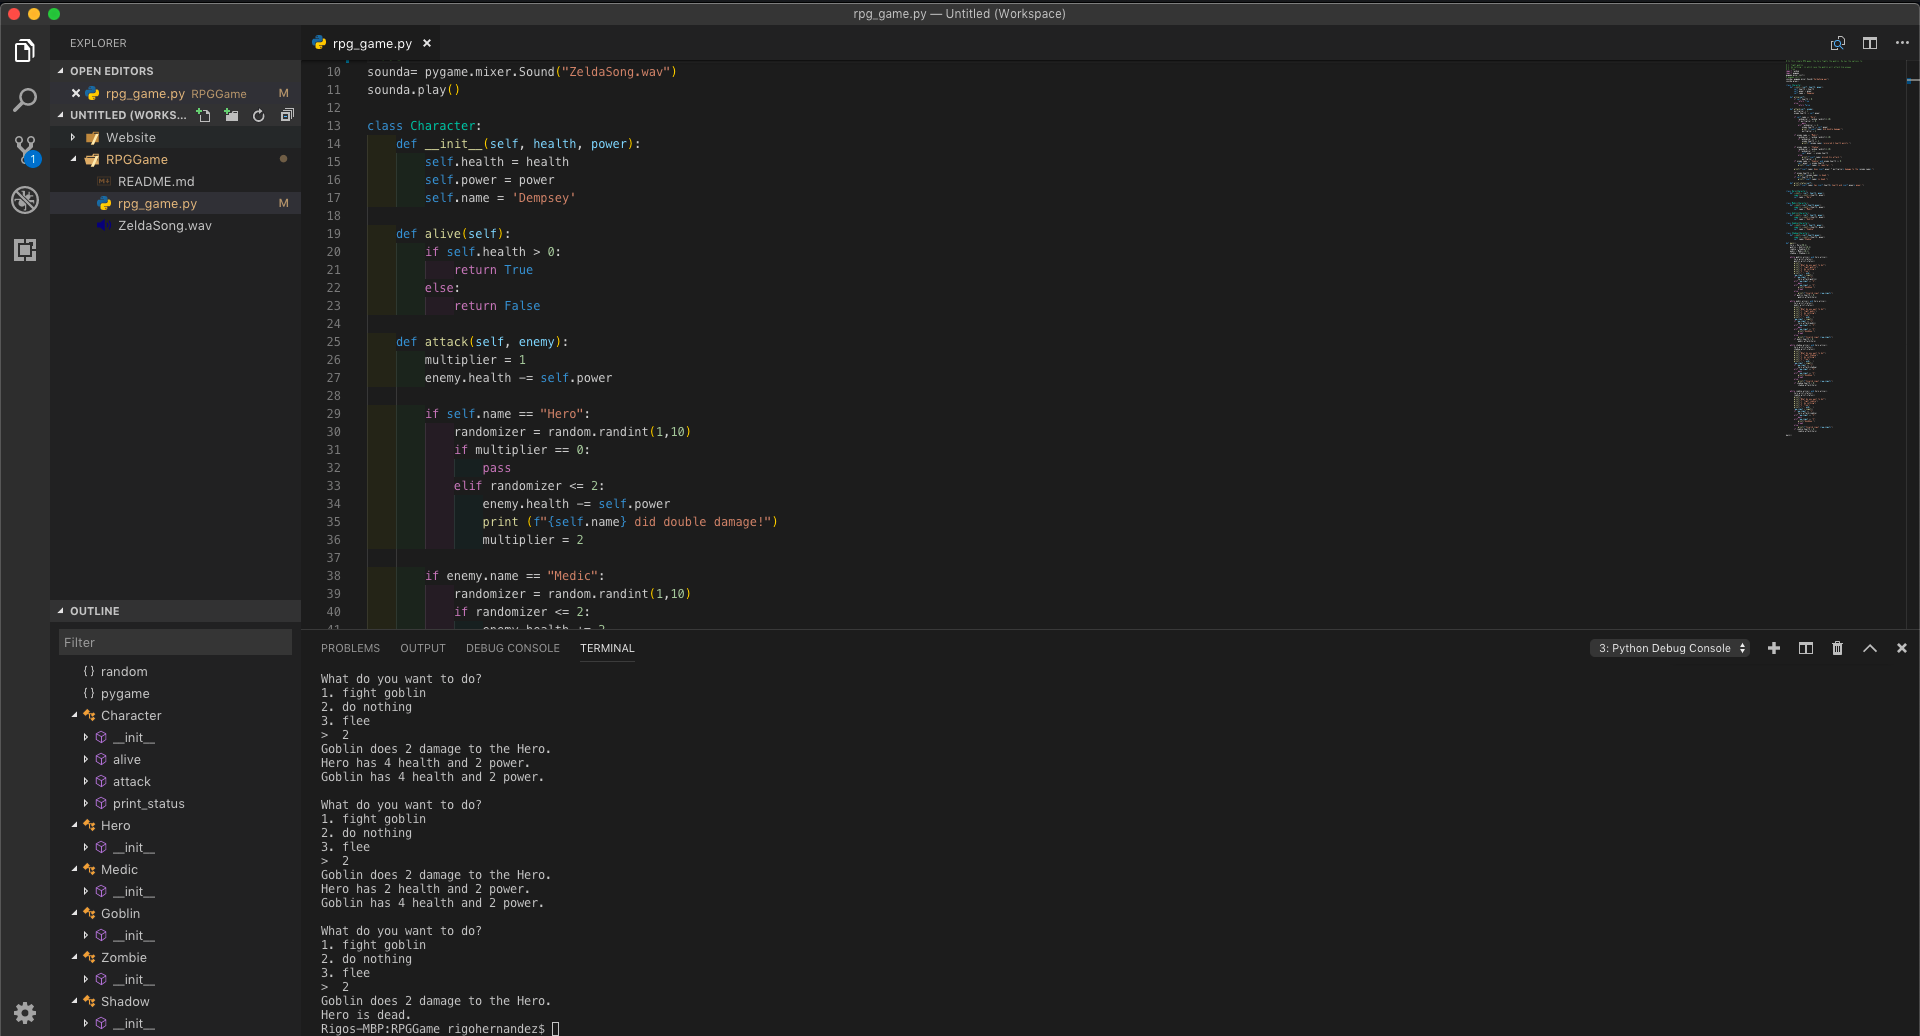 rpg_game.py — Untitled (Workspace)
EXPLORER
OPEN EDITORS
rpg_game.py RPGGame M
UNTITLED (WORKS...
Website
RPGGame
README.md
rpg_game.py M
ZeldaSong.wav
1
OUTLINE
Filter
{} random
{} pygame
Character
__init__
alive
attack
print_status
Hero
__init__
Medic
__init__
Goblin
__init__
Zombie
__init__
Shadow
__init__
rpg_game.py
10 sounda= pygame.mixer.Sound("ZeldaSong.wav")
11 sounda.play()
12
13 class Character:
14     def __init__(self, health, power):
15         self.health = health
16         self.power = power
17         self.name = 'Dempsey'
18
19     def alive(self):
20         if self.health > 0:
21             return True
22         else:
23             return False
24
25     def attack(self, enemy):
26         multiplier = 1
27         enemy.health -= self.power
28
29         if self.name == "Hero":
30             randomizer = random.randint(1,10)
31             if multiplier == 0:
32                 pass
33             elif randomizer <= 2:
34                 enemy.health -= self.power
35                 print (f"{self.name} did double damage!")
36                 multiplier = 2
37
38         if enemy.name == "Medic":
39             randomizer = random.randint(1,10)
40             if randomizer <= 2:
41                 enemy.health += 2
PROBLEMS OUTPUT DEBUG CONSOLE TERMINAL 3: Python Debug Console
What do you want to do?
1. fight goblin
2. do nothing
3. flee
>  2
Goblin does 2 damage to the Hero.
Hero has 4 health and 2 power.
Goblin has 4 health and 2 power.
What do you want to do?
1. fight goblin
2. do nothing
3. flee
>  2
Goblin does 2 damage to the Hero.
Hero has 2 health and 2 power.
Goblin has 4 health and 2 power.
What do you want to do?
1. fight goblin
2. do nothing
3. flee
>  2
Goblin does 2 damage to the Hero.
Hero is dead.
Rigos-MBP:RPGGame rigohernandez$